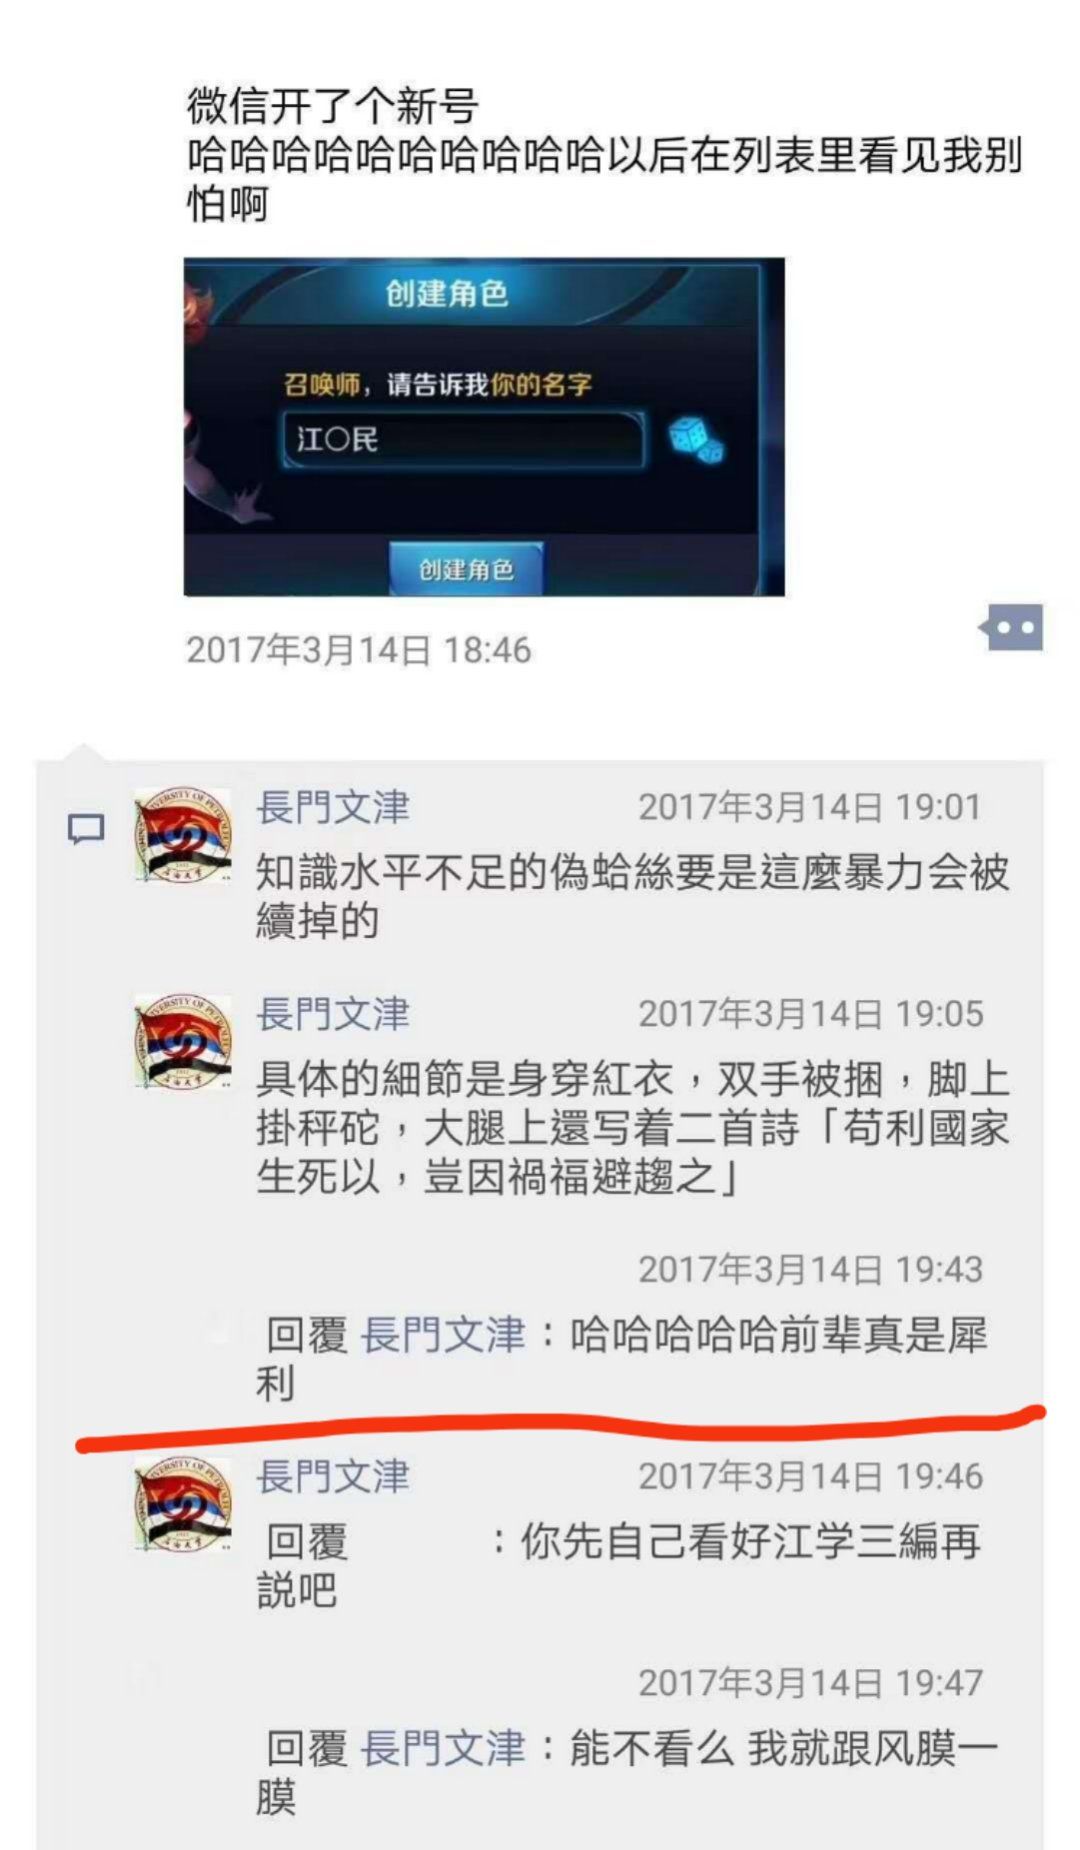 微信开了个新号
哈哈哈哈哈哈哈哈哈哈以后在列表里看见我别
怕啊
创建角色
召唤师，请告诉我你的名字
江〇民
创建角色
2017年3月14日 18:46
長門文津 2017年3月14日 19:01
知識水平不足的偽蛤絲要是這麼暴力会被
續掉的
長門文津 2017年3月14日 19:05
具体的細節是身穿紅衣，双手被捆，脚上
掛秤砣，大腿上還写着二首詩「苟利國家
生死以，豈因禍福避趨之」
2017年3月14日 19:43
回覆 長門文津：哈哈哈哈哈前辈真是犀
利
長門文津 2017年3月14日 19:46
回覆 ：你先自己看好江学三編再
説吧
2017年3月14日 19:47
回覆 長門文津：能不看么 我就跟风膜一
膜